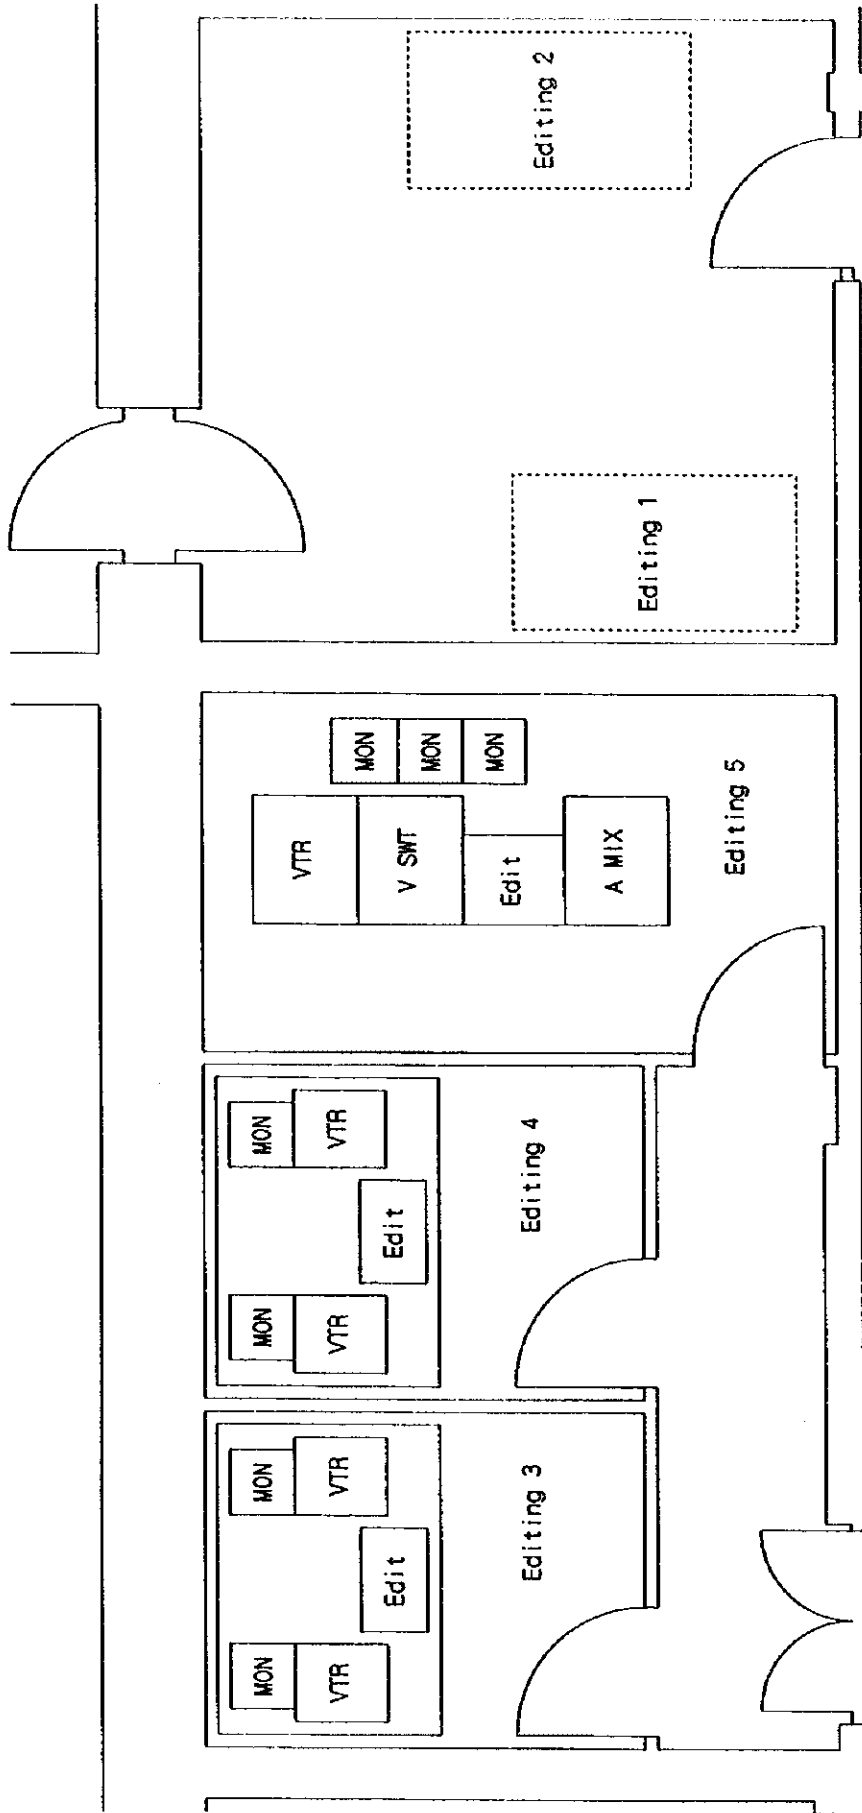 MON
VTR
Edit
MON
VTR
Editing 3
MON
VTR
Edit
MON
VTR
Editing 4
VTR
V SWT
Edit
A MIX
MON
MON
MON
Editing 5
Editing 1
Editing 2